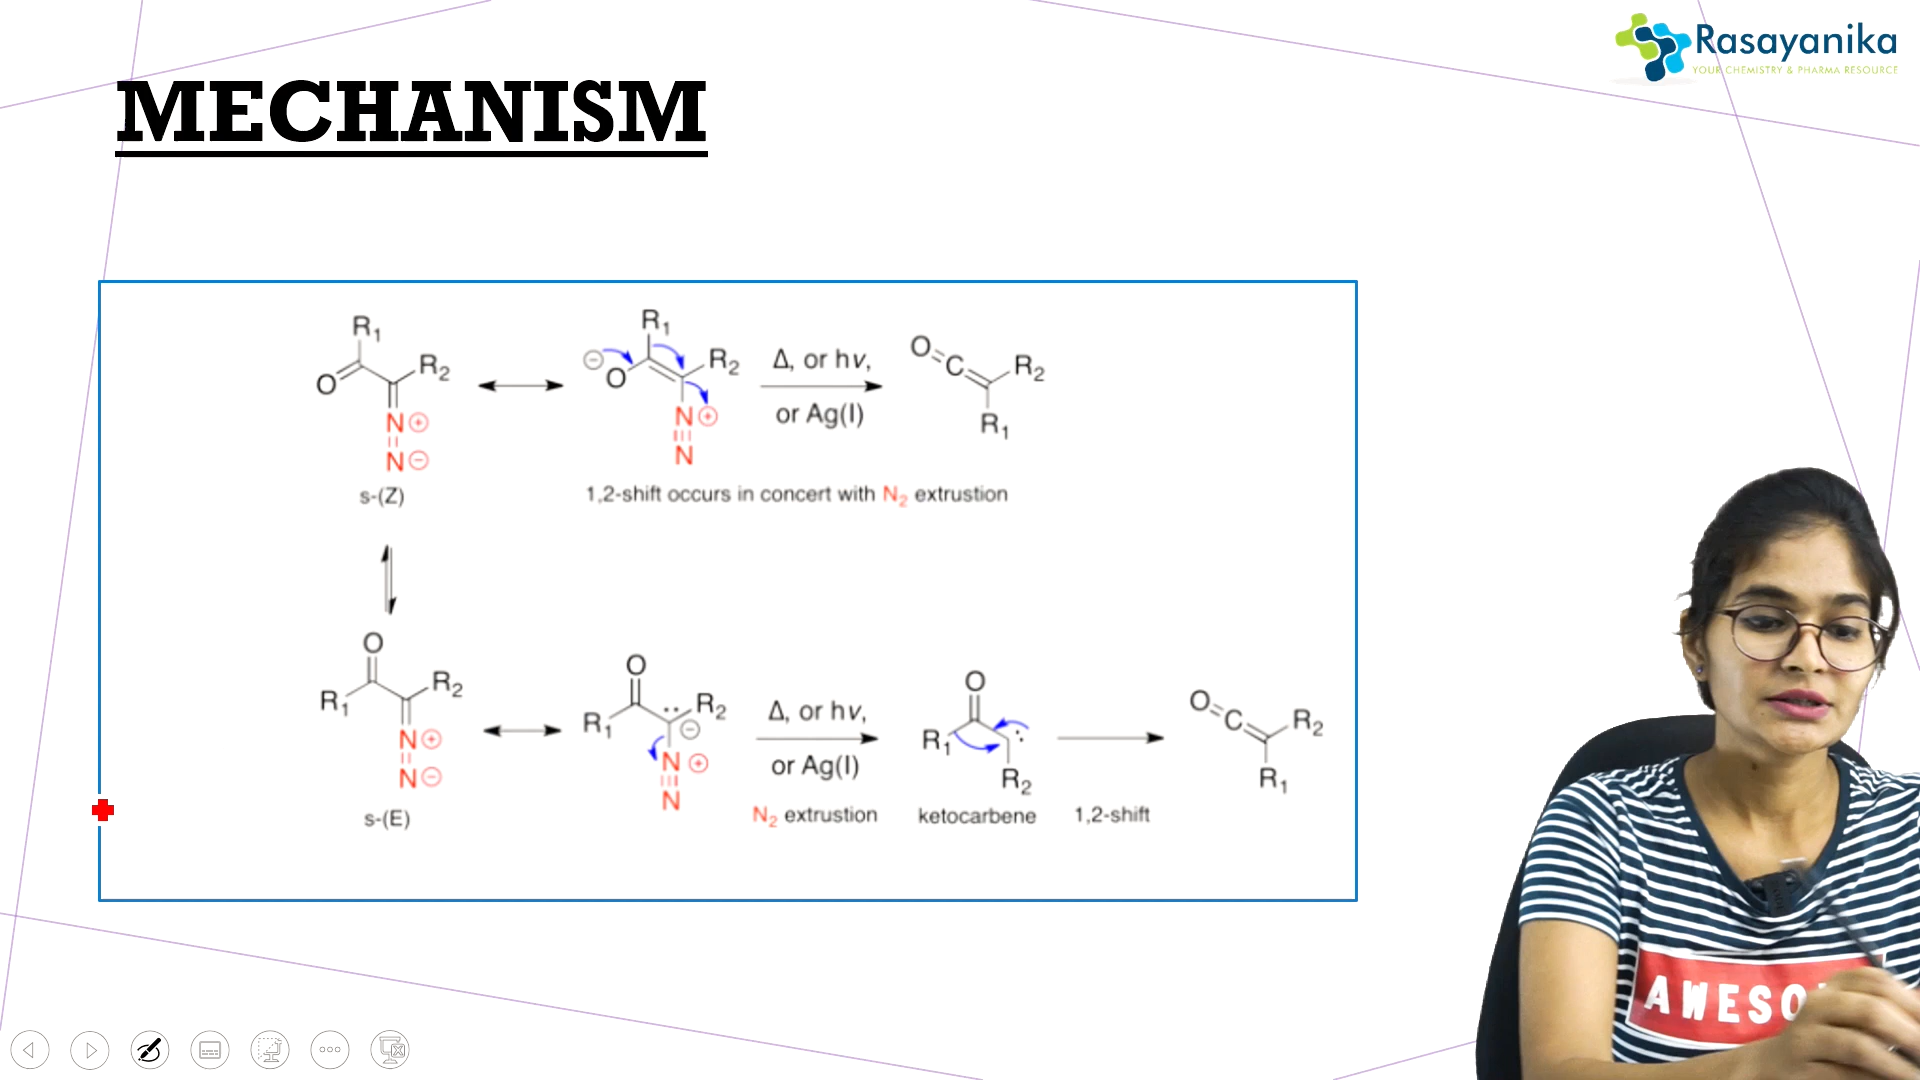 Rasayanika
YOUR CHEMISTRY & PHARMA RESOURCE
MECHANISM
R1
O
R2
N⊕
N⊖
s-(Z)
R1
⊖
O
R2
N⊕
N
Δ, or hν,
or Ag(I)
O
C
R2
R1
1,2-shift occurs in concert with N2 extrustion
O
R1
R2
N⊕
N⊖
s-(E)
O
R1
R2
⊖
N⊕
N
Δ, or hν,
or Ag(I)
N2 extrustion
O
R1
R2
ketocarbene
1,2-shift
O
C
R2
R1
AWESO